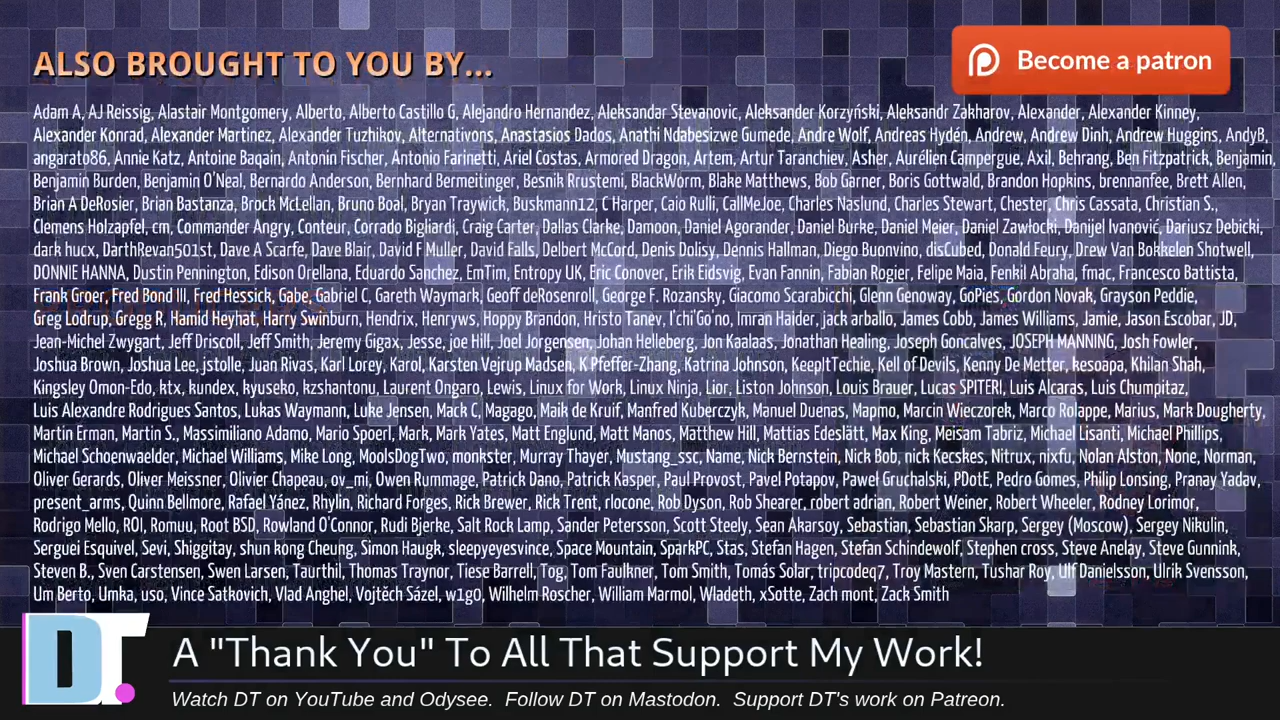 ALSO BROUGHT TO YOU BY...
Become a patron
Adam A, AJ Reissig, Alastair Montgomery, Alberto, Alberto Castillo G, Alejandro Hernandez, Aleksandar Stevanovic, Aleksander Korzyński, Aleksandr Zakharov, Alexander, Alexander Kinney,
Alexander Konrad, Alexander Martinez, Alexander Tuzhikov, Alternativons, Anastasios Dados, Anathi Ndabesizwe Gumede, Andre Wolf, Andreas Hydén, Andrew, Andrew Dinh, Andrew Huggins, AndyB,
angarato86, Annie Katz, Antoine Baqain, Antonin Fischer, Antonio Farinetti, Ariel Costas, Armored Dragon, Artem, Artur Taranchiev, Asher, Aurélien Campergue, Axil, Behrang, Ben Fitzpatrick, Benjamin,
Benjamin Burden, Benjamin O'Neal, Bernardo Anderson, Bernhard Bermeitinger, Besnik Rrustemi, BlackWorm, Blake Matthews, Bob Garner, Boris Gottwald, Brandon Hopkins, brennanfee, Brett Allen,
Brian A DeRosier, Brian Bastanza, Brock McLellan, Bruno Boal, Bryan Traywick, Buskmann12, C Harper, Caio Rulli, CallMeJoe, Charles Naslund, Charles Stewart, Chester, Chris Cassata, Christian S.,
Clemens Holzapfel, cm, Commander Angry, Conteur, Corrado Bigliardi, Craig Carter, Dallas Clarke, Damoon, Daniel Agorander, Daniel Burke, Daniel Meier, Daniel Zawłocki, Danijel Ivanović, Dariusz Debicki,
dark hucx, DarthRevan501st, Dave A Scarfe, Dave Blair, David F Muller, David Falls, Delbert McCord, Denis Dolisy, Dennis Hallman, Diego Buonvino, disCubed, Donald Feury, Drew Van Bokkelen Shotwell,
DONNIE HANNA, Dustin Pennington, Edison Orellana, Eduardo Sanchez, EmTim, Entropy UK, Eric Conover, Erik Eidsvig, Evan Fannin, Fabian Rogier, Felipe Maia, Fenkil Abraha, fmac, Francesco Battista,
Frank Groer, Fred Bond III, Fred Hessick, Gabe, Gabriel C, Gareth Waymark, Geoff deRosenroll, George F. Rozansky, Giacomo Scarabicchi, Glenn Genoway, GoPies, Gordon Novak, Grayson Peddie,
Greg Lodrup, Gregg R, Hamid Keyhat, Harry Swinburn, Hendrix, Henryws, Hoppy Brandon, Hristo Tanev, I'chi'Go'no, Imran Haider, jack arballo, James Cobb, James Williams, Jamie, Jason Escobar, JD,
Jean-Michel Zwygart, Jeff Driscoll, Jeff Smith, Jeremy Gigax, Jesse, joe Hill, Joel Jorgensen, Johan Helleberg, Jon Kaalaas, Jonathan Healing, Joseph Goncalves, JOSEPH MANNING, Josh Fowler,
Joshua Brown, Joshua Lee, jstolle, Juan Rivas, Karl Lorey, Karol, Karsten Vejrup Madsen, K Pfeffer-Zhang, Katrina Johnson, KeepItTechie, Kell of Devils, Kenny De Metter, kesoapa, Khilan Shah,
Kingsley Omon-Edo, ktx, kundex, kyuseko, kzshantonu, Laurent Ongaro, Lewis, Linux for Work, Linux Ninja, Lior, Liston Johnson, Louis Brauer, Lucas SPITERI, Luis Alcaras, Luis Chumpitaz,
Luis Alexandre Rodrigues Santos, Lukas Waymann, Luke Jensen, Mack C, Magago, Maik de Kruif, Manfred Kuberczyk, Manuel Duenas, Mapmo, Marcin Wieczorek, Marco Rolappe, Marius, Mark Dougherty,
Martin Erman, Martin S., Massimiliano Adamo, Mario Spoerl, Mark, Mark Yates, Matt Englund, Matt Manos, Matthew Hill, Mattias Edeslätt, Max King, Meisam Tabriz, Michael Lisanti, Michael Phillips,
Michael Schoenwaelder, Michael Williams, Mike Long, MoolsDogTwo, monkster, Murray Thayer, Mustang_ssc, Name, Nick Bernstein, Nick Bob, nick Kecskes, Nitrux, nixfu, Nolan Alston, None, Norman,
Oliver Gerards, Oliver Meissner, Olivier Chapeau, ov_mi, Owen Rummage, Patrick Dano, Patrick Kasper, Paul Provost, Pavel Potapov, Paweł Gruchalski, PDotE, Pedro Gomes, Philip Lonsing, Pranay Yadav,
present_arms, Quinn Bellmore, Rafael Yánez, Rhylin, Richard Forges, Rick Brewer, Rick Trent, rlocone, Rob Dyson, Rob Shearer, robert adrian, Robert Weiner, Robert Wheeler, Rodney Lorimor,
Rodrigo Mello, ROI, Romuu, Root BSD, Rowland O'Connor, Rudi Bjerke, Salt Rock Lamp, Sander Petersson, Scott Steely, Sean Akarsoy, Sebastian, Sebastian Skarp, Sergey (Moscow), Sergey Nikulin,
Serguei Esquivel, Sevi, Shiggitay, shun kong Cheung, Simon Haugk, sleepyeyesvince, Space Mountain, SparkPC, Stas, Stefan Hagen, Stefan Schindewolf, Stephen cross, Steve Anelay, Steve Gunnink,
Steven B., Sven Carstensen, Swen Larsen, Taurthil, Thomas Traynor, Tiese Barrell, Tog, Tom Faulkner, Tom Smith, Tomás Solar, tripcodeq7, Troy Mastern, Tushar Roy, Ulf Danielsson, Ulrik Svensson,
Um Berto, Umka, uso, Vince Satkovich, Vlad Anghel, Vojtěch Sázel, w1g0, Wilhelm Roscher, William Marmol, Wladeth, xSotte, Zach mont, Zack Smith
DT.
A "Thank You" To All That Support My Work!
Watch DT on YouTube and Odysee. Follow DT on Mastodon. Support DT's work on Patreon.